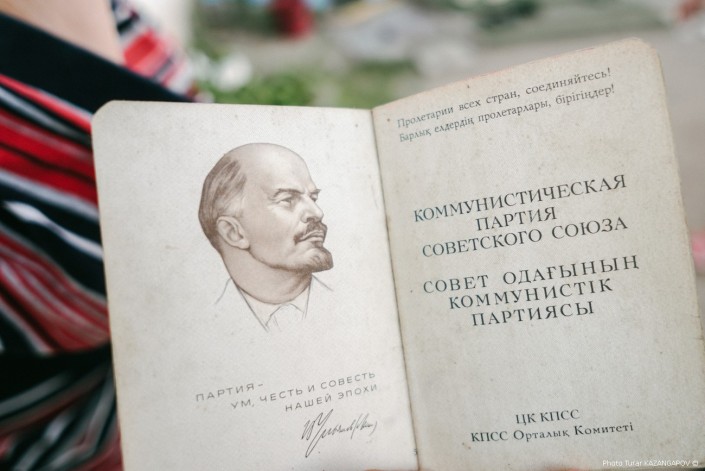 ПАРТИЯ-
УМ, ЧЕСТЬ И СОВЕСТЬ
НАШЕЙ ЭПОХИ
Пролетарии всех стран, соединяйтесь!
Барлық елдердің пролетарлары, бірігіңдер!
КОММУНИСТИЧЕСКАЯ
ПАРТИЯ
СОВЕТСКОГО СОЮЗА
СОВЕТ ОДАҒЫНЫҢ
КОММУНИСТІК
ПАРТИЯСЫ
ЦК КПСС
КПСС Орталық Комитеті
Photo Turar KAZANGAPOV ©